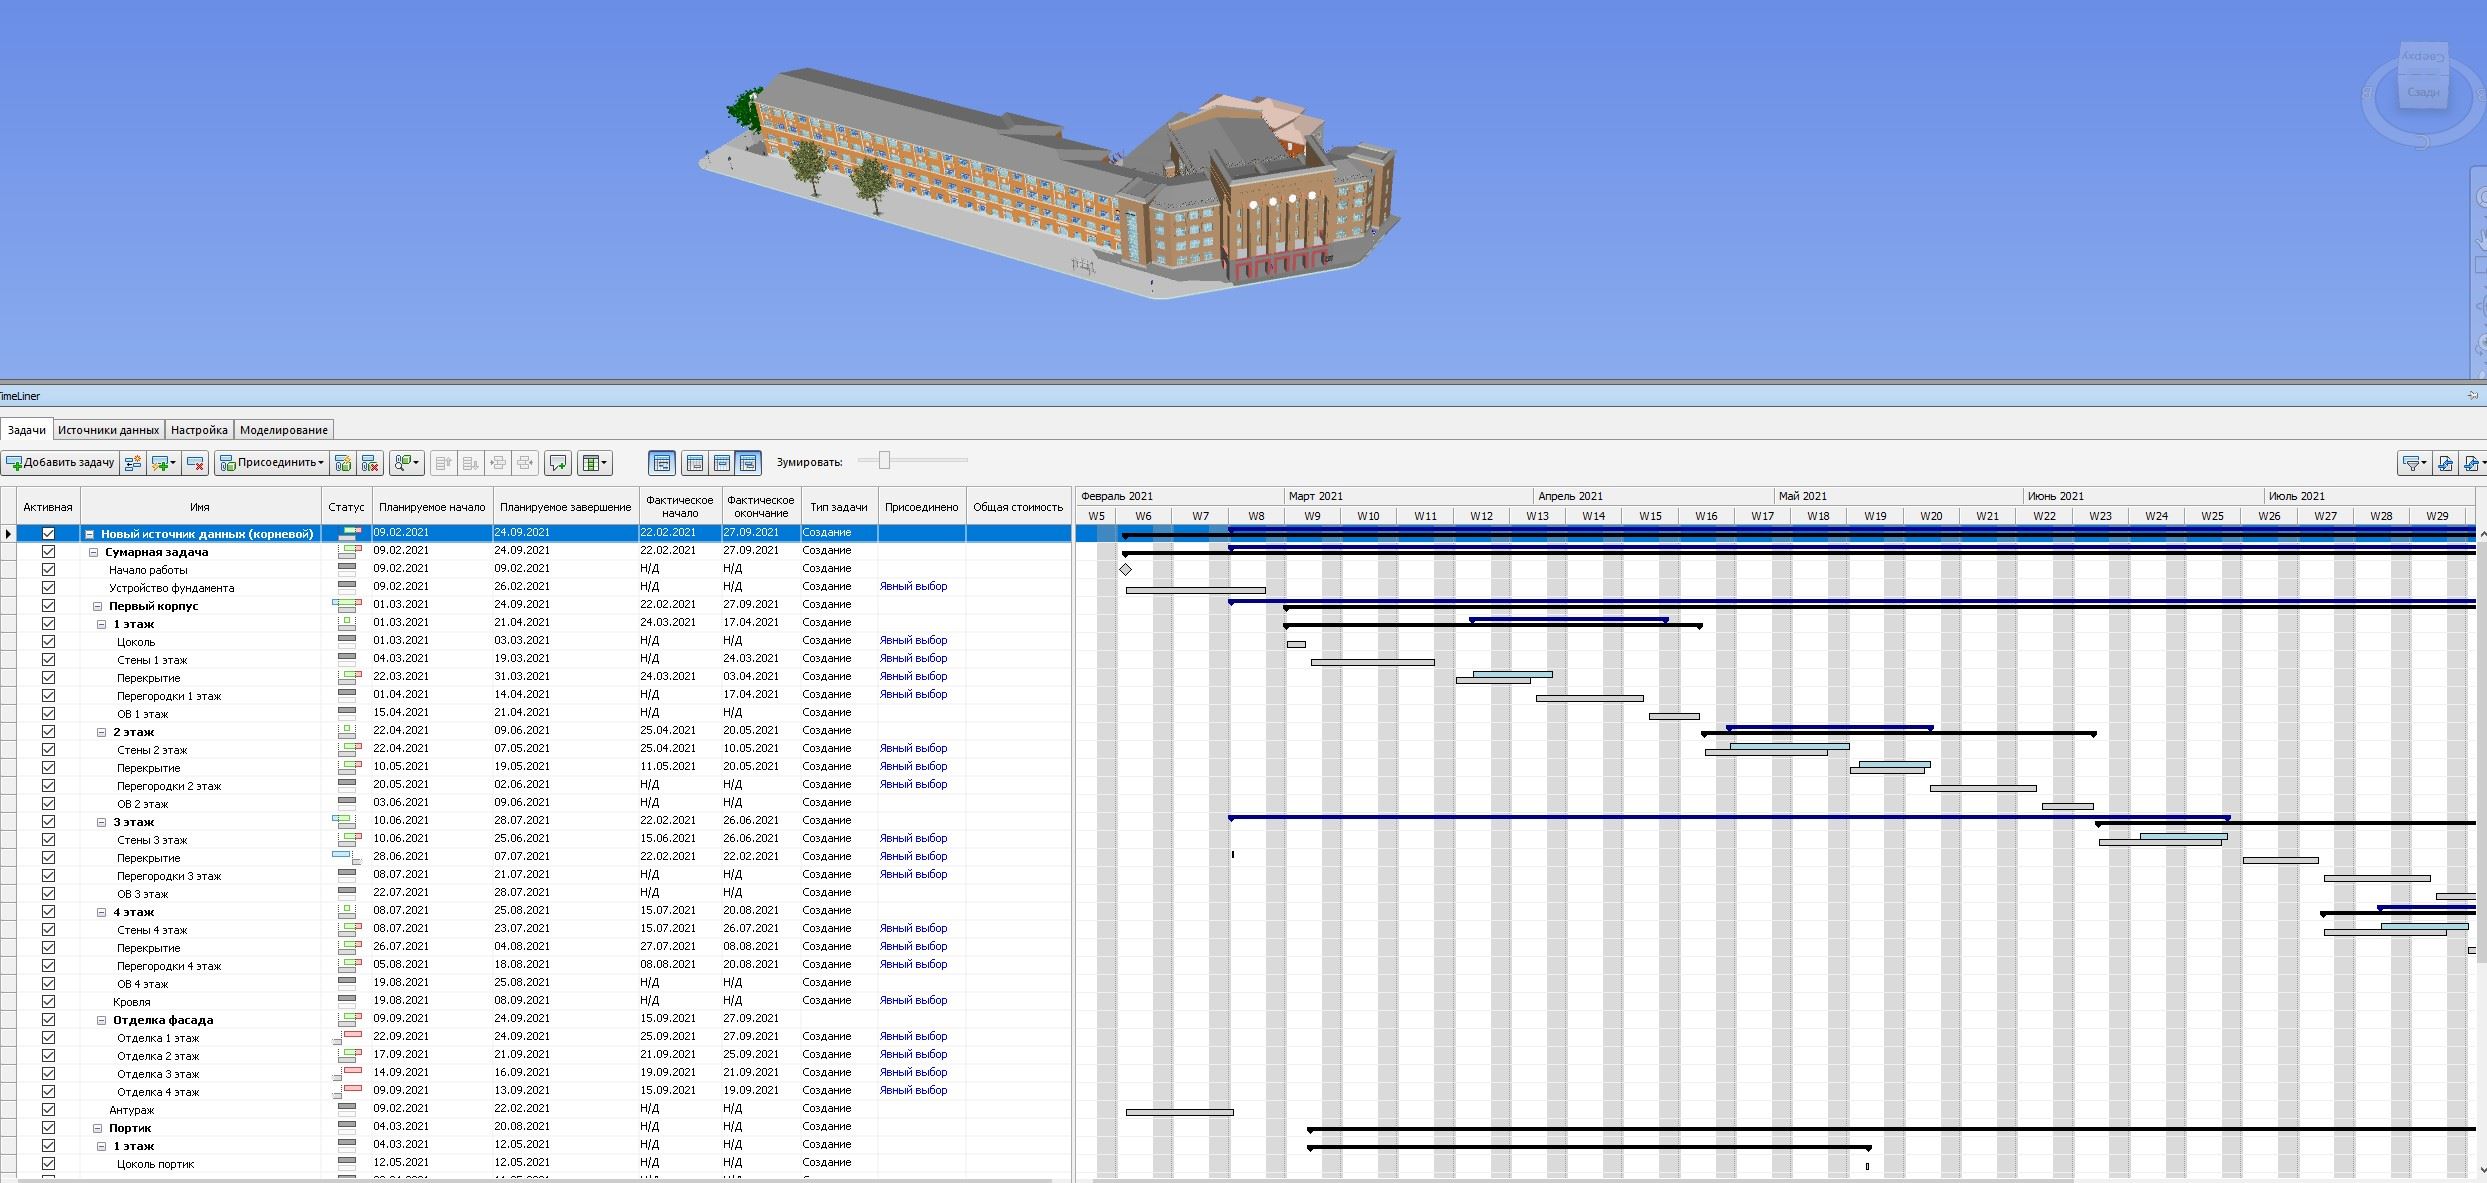 Сверху
Сзади
TimeLiner
Задачи Источники данных Настройка Моделирование
Добавить задачу Присоединить Зумировать:
Активная Имя Статус Планируемое начало Планируемое завершение Фактическое начало Фактическое окончание Тип задачи Присоединено Общая стоимость
Февраль 2021 Март 2021 Апрель 2021 Май 2021 Июнь 2021 Июль 2021
W5 W6 W7 W8 W9 W10 W11 W12 W13 W14 W15 W16 W17 W18 W19 W20 W21 W22 W23 W24 W25 W26 W27 W28 W29
Новый источник данных (корневой) 09.02.2021 24.09.2021 22.02.2021 27.09.2021 Создание
Сумарная задача 09.02.2021 24.09.2021 22.02.2021 27.09.2021 Создание
Начало работы 09.02.2021 09.02.2021 Н/Д Н/Д Создание
Устройство фундамента 09.02.2021 26.02.2021 Н/Д Н/Д Создание Явный выбор
Первый корпус 01.03.2021 24.09.2021 22.02.2021 27.09.2021 Создание
1 этаж 01.03.2021 21.04.2021 24.03.2021 17.04.2021 Создание
Цоколь 01.03.2021 03.03.2021 Н/Д Н/Д Создание Явный выбор
Стены 1 этаж 04.03.2021 19.03.2021 Н/Д 24.03.2021 Создание Явный выбор
Перекрытие 22.03.2021 31.03.2021 24.03.2021 03.04.2021 Создание Явный выбор
Перегородки 1 этаж 01.04.2021 14.04.2021 Н/Д 17.04.2021 Создание Явный выбор
ОВ 1 этаж 15.04.2021 21.04.2021 Н/Д Н/Д Создание
2 этаж 22.04.2021 09.06.2021 25.04.2021 20.05.2021 Создание
Стены 2 этаж 22.04.2021 07.05.2021 25.04.2021 10.05.2021 Создание Явный выбор
Перекрытие 10.05.2021 19.05.2021 11.05.2021 20.05.2021 Создание Явный выбор
Перегородки 2 этаж 20.05.2021 02.06.2021 Н/Д Н/Д Создание Явный выбор
ОВ 2 этаж 03.06.2021 09.06.2021 Н/Д Н/Д Создание
3 этаж 10.06.2021 28.07.2021 22.02.2021 26.06.2021 Создание
Стены 3 этаж 10.06.2021 25.06.2021 15.06.2021 26.06.2021 Создание Явный выбор
Перекрытие 28.06.2021 07.07.2021 22.02.2021 22.02.2021 Создание Явный выбор
Перегородки 3 этаж 08.07.2021 21.07.2021 Н/Д Н/Д Создание Явный выбор
ОВ 3 этаж 22.07.2021 28.07.2021 Н/Д Н/Д Создание
4 этаж 08.07.2021 25.08.2021 15.07.2021 20.08.2021 Создание
Стены 4 этаж 08.07.2021 23.07.2021 15.07.2021 26.07.2021 Создание Явный выбор
Перекрытие 26.07.2021 04.08.2021 27.07.2021 08.08.2021 Создание Явный выбор
Перегородки 4 этаж 05.08.2021 18.08.2021 08.08.2021 20.08.2021 Создание Явный выбор
ОВ 4 этаж 19.08.2021 25.08.2021 Н/Д Н/Д Создание
Кровля 19.08.2021 08.09.2021 Н/Д Н/Д Создание Явный выбор
Отделка фасада 09.09.2021 24.09.2021 15.09.2021 27.09.2021
Отделка 1 этаж 22.09.2021 24.09.2021 25.09.2021 27.09.2021 Создание Явный выбор
Отделка 2 этаж 17.09.2021 21.09.2021 21.09.2021 25.09.2021 Создание Явный выбор
Отделка 3 этаж 14.09.2021 16.09.2021 19.09.2021 21.09.2021 Создание Явный выбор
Отделка 4 этаж 09.09.2021 13.09.2021 15.09.2021 19.09.2021 Создание Явный выбор
Антураж 09.02.2021 22.02.2021 Н/Д Н/Д Создание
Портик 04.03.2021 20.08.2021 Н/Д Н/Д Создание
1 этаж 04.03.2021 12.05.2021 Н/Д Н/Д Создание
Цоколь портик 12.05.2021 12.05.2021 Н/Д Н/Д Создание